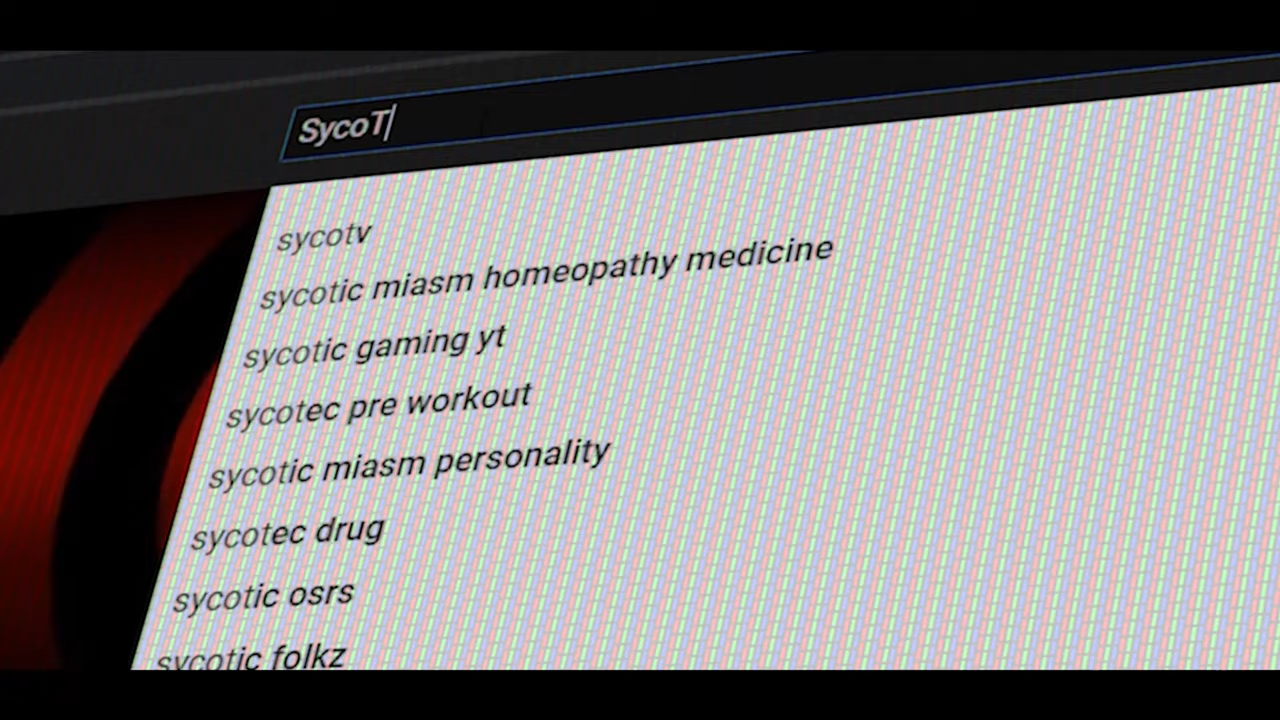 SycoT
sycotv
sycotic miasm homeopathy medicine
sycotic gaming yt
sycotec pre workout
sycotic miasm personality
sycotec drug
sycotic osrs
sycotic folkz